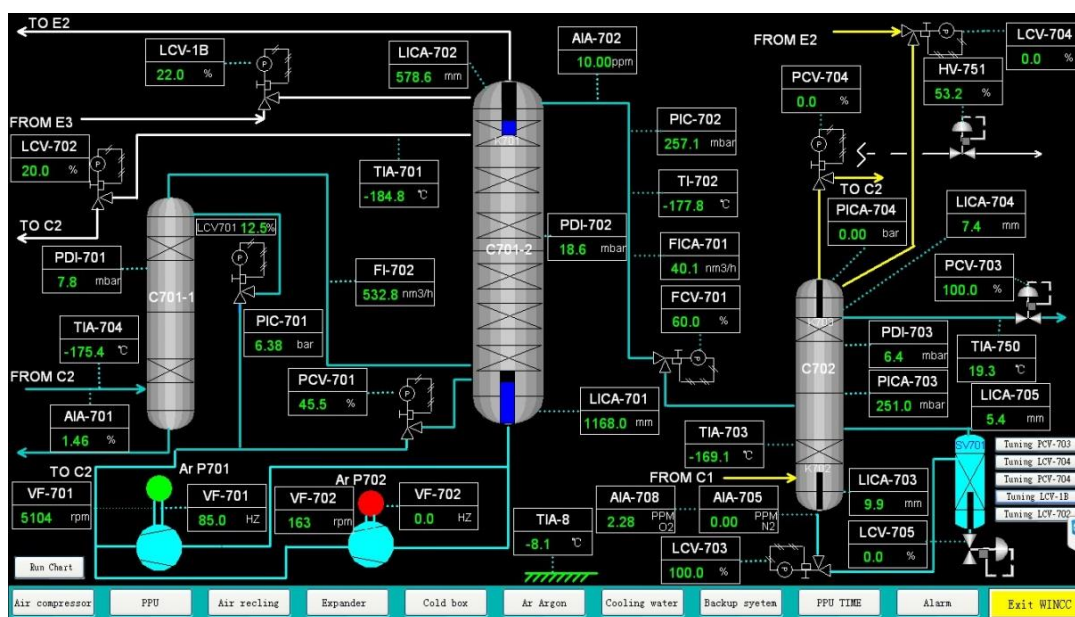 TO E2
LCV-1B
22.0 %
LICA-702
578.6 mm
AIA-702
10.00ppm
FROM E2
LCV-704
0.0 %
PCV-704
0.0 %
HV-751
53.2 %
FROM E3
LCV-702
20.0 %
K701
PIC-702
257.1 mbar
TIA-701
-184.8 ℃
TI-702
-177.8 ℃
TO C2
TO C2
PICA-704
0.00 bar
LICA-704
7.4 mm
LCV701 12.5%
PDI-701
7.8 mbar
C701-1
C701-2
PDI-702
18.6 mbar
FICA-701
40.1 nm3/h
PCV-703
100.0 %
FI-702
532.8 nm3/h
FCV-701
60.0 %
K703
TIA-704
-175.4 ℃
PIC-701
6.38 bar
PDI-703
6.4 mbar
TIA-750
19.3 ℃
C702
FROM C2
PCV-701
45.5 %
LICA-701
1168.0 mm
PICA-703
251.0 mbar
LICA-705
5.4 mm
AIA-701
1.46 %
TIA-703
-169.1 ℃
SV701
Tuning PCV-703
Tuning LCV-704
Tuning PCV-704
Tuning LCV-1B
Tuning LCV-702
TO C2
Ar P701
Ar P702
FROM C1
K702
LICA-703
9.9 mm
VF-701
5104 rpm
VF-701
85.0 HZ
VF-702
163 rpm
VF-702
0.0 HZ
AIA-708
2.28 PPM O2
AIA-705
0.00 PPM N2
TIA-8
-8.1 ℃
LCV-703
100.0 %
LCV-705
0.0 %
Run Chart
Air compressor
PPU
Air recling
Expander
Cold box
Ar Argon
Cooling water
Backup syetem
PPU TIME
Alarm
Exit WINCC